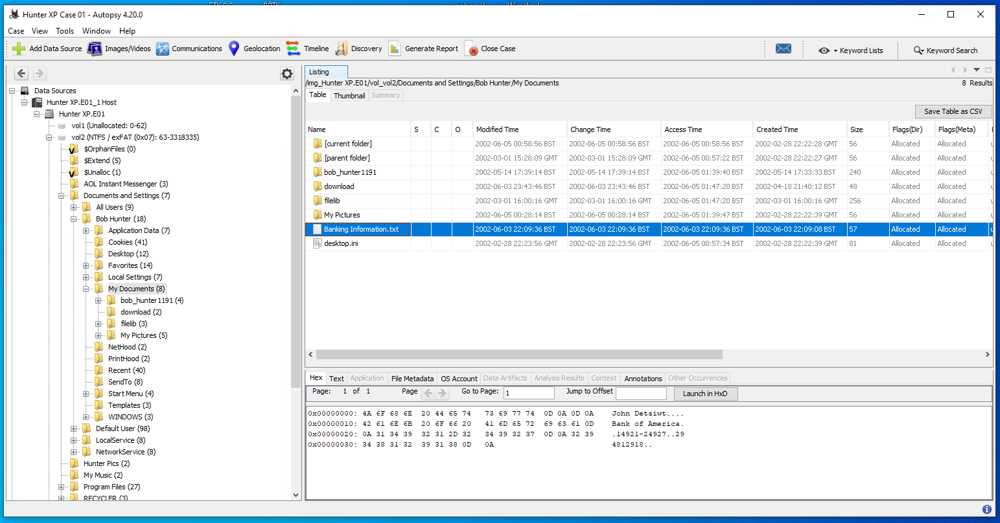 Hunter XP Case 01 - Autopsy 4.20.0
Case View Tools Window Help
Add Data Source Images/Videos Communications Geolocation Timeline Discovery Generate Report Close Case Keyword Lists Keyword Search
Data Sources
Hunter XP.E01_1 Host
Hunter XP.E01
vol1 (Unallocated: 0-62)
vol2 (NTFS / exFAT (0x07): 63-3318335)
$OrphanFiles (0)
$Extend (5)
$Unalloc (1)
AOL Instant Messenger (3)
Documents and Settings (7)
All Users (9)
Bob Hunter (18)
Application Data (7)
Cookies (41)
Desktop (12)
Favorites (14)
Local Settings (7)
My Documents (8)
bob_hunter1191 (4)
download (2)
filelib (3)
My Pictures (5)
NetHood (2)
PrintHood (2)
Recent (40)
SendTo (8)
Start Menu (4)
Templates (3)
WINDOWS (3)
Default User (98)
LocalService (8)
NetworkService (8)
Hunter Pics (2)
My Music (2)
Program Files (27)
RECYCLER (3)
Listing
/img_Hunter XP.E01/vol_vol2/Documents and Settings/Bob Hunter/My Documents 8 Results
Table Thumbnail Summary
Save Table as CSV
Name S C O Modified Time Change Time Access Time Created Time Size Flags(Dir) Flags(Meta)
[current folder] 2002-06-05 00:58:56 BST 2002-06-05 00:58:56 BST 2002-06-05 00:58:56 BST 2002-02-28 22:22:28 GMT 56 Allocated Allocated
[parent folder] 2002-03-01 15:28:09 GMT 2002-03-01 15:28:09 GMT 2002-06-05 00:57:22 BST 2002-02-28 22:22:27 GMT 56 Allocated Allocated
bob_hunter1191 2002-05-14 17:39:14 BST 2002-05-14 17:39:14 BST 2002-06-05 01:39:40 BST 2002-05-14 17:33:33 BST 240 Allocated Allocated
download 2002-06-03 23:43:46 BST 2002-06-03 23:43:46 BST 2002-06-05 01:47:20 BST 2002-04-18 21:40:12 BST 48 Allocated Allocated
filelib 2002-03-01 16:00:16 GMT 2002-03-01 16:00:16 GMT 2002-06-05 01:47:20 BST 2002-03-01 16:00:16 GMT 256 Allocated Allocated
My Pictures 2002-06-05 00:28:14 BST 2002-06-05 00:28:14 BST 2002-06-05 01:39:47 BST 2002-02-28 22:22:39 GMT 56 Allocated Allocated
Banking Information.txt 2002-06-03 22:09:36 BST 2002-06-03 22:09:36 BST 2002-06-03 22:09:36 BST 2002-06-03 22:09:08 BST 57 Allocated Allocated
desktop.ini 2002-02-28 22:23:56 GMT 2002-02-28 22:23:56 GMT 2002-06-05 00:57:34 BST 2002-02-28 22:22:39 GMT 81 Allocated Allocated
Hex Text Application File Metadata OS Account Data Artifacts Analysis Results Context Annotations Other Occurrences
Page: 1 of 1 Page Go to Page: 1 Jump to Offset Launch in HxD
0x00000000: 4A 6F 68 6E 20 44 65 74 73 69 77 74 0D 0A 0D 0A John Detsiwt....
0x00000010: 42 61 6E 6B 20 6F 66 20 41 6D 65 72 69 63 61 0D Bank of America.
0x00000020: 0A 31 34 39 32 31 2D 32 34 39 32 37 0D 0A 32 39 .14921-24927..29
0x00000030: 34 38 31 32 39 31 38 0D 0A 4812918..